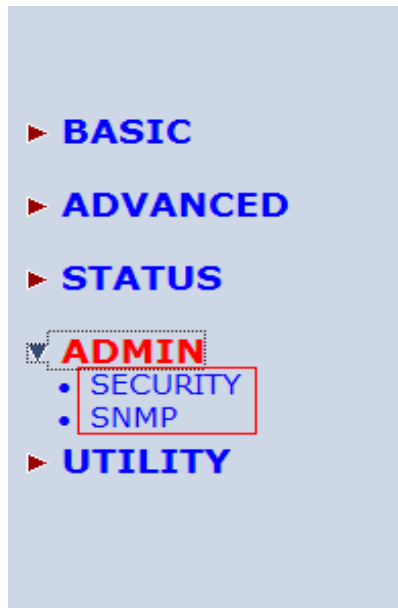 BASIC
ADVANCED
STATUS
ADMIN
SECURITY
SNMP
UTILITY